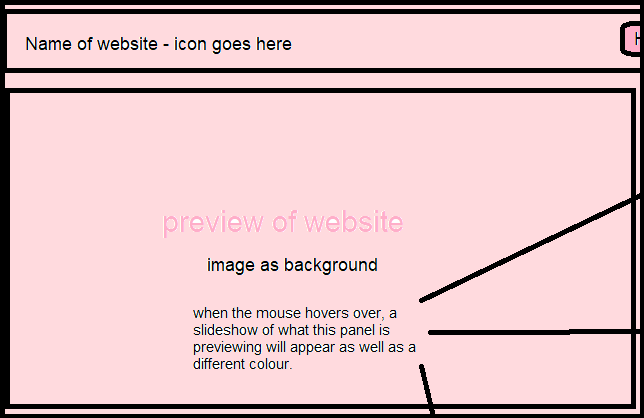 Name of website - icon goes here
preview of website
image as background
when the mouse hovers over, a
slideshow of what this panel is
previewing will appear as well as a
different colour.